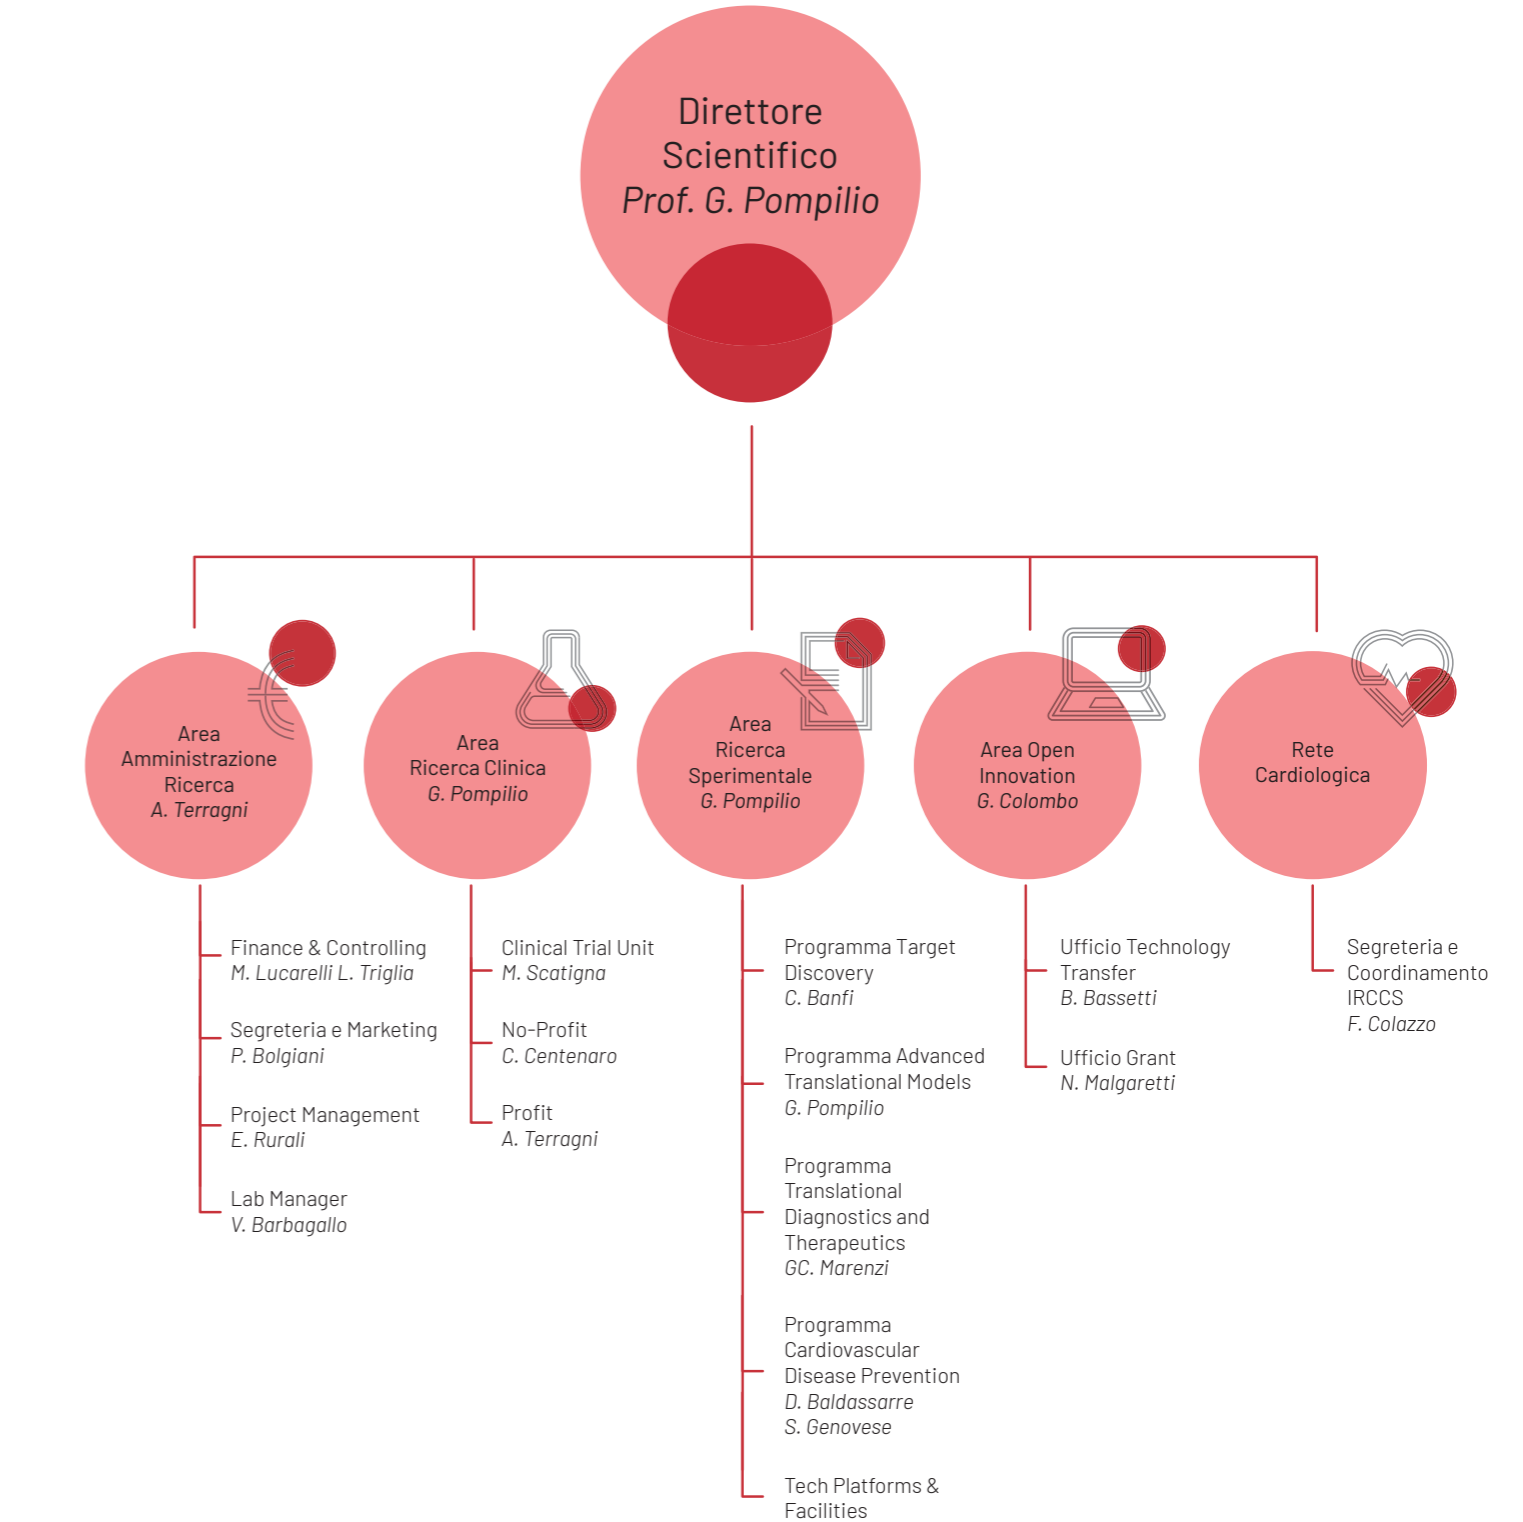 Direttore
Scientifico
Prof. G. Pompilio
Area
Amministrazione
Ricerca
A. Terragni
Area
Ricerca Clinica
G. Pompilio
Area
Ricerca
Sperimentale
G. Pompilio
Area Open
Innovation
G. Colombo
Rete
Cardiologica
Finance & Controlling
M. Lucarelli L. Triglia
Segreteria e Marketing
P. Bolgiani
Project Management
E. Rurali
Lab Manager
V. Barbagallo
Clinical Trial Unit
M. Scatigna
No-Profit
C. Centenaro
Profit
A. Terragni
Programma Target
Discovery
C. Banfi
Programma Advanced
Translational Models
G. Pompilio
Programma
Translational
Diagnostics and
Therapeutics
GC. Marenzi
Programma
Cardiovascular
Disease Prevention
D. Baldassarre
S. Genovese
Tech Platforms &
Facilities
Ufficio Technology
Transfer
B. Bassetti
Ufficio Grant
N. Malgaretti
Segreteria e
Coordinamento
IRCCS
F. Colazzo